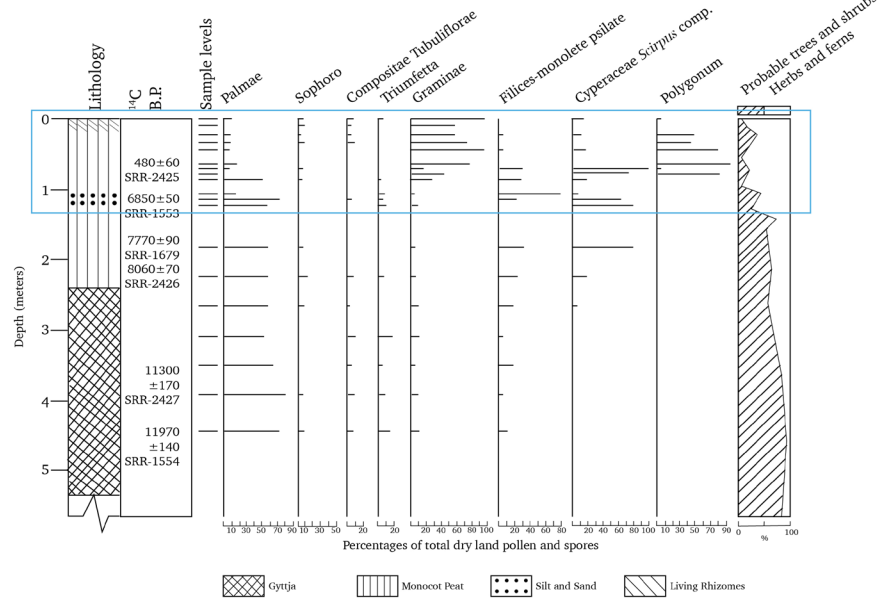 Lithology
¹⁴C
B.P.
Sample levels
Palmae
Sophoro
Compositae Tubuliflorae
Triumfetta
Graminae
Filices-monolete psilate
Cyperaceae Scirpus comp.
Polygonum
Probable trees and shrubs
Herbs and ferns
Depth (meters)
0
1
2
3
4
5
480±60
SRR-2425
6850±50
SRR-1553
7770±90
SRR-1679
8060±70
SRR-2426
11300
±170
SRR-2427
11970
±140
SRR-1554
10 30 50 70 90
10 30 50
20
20
20 40 60 80 100
20 40 60 80
20 40 60 80 100
10 30 50 70 90
0 100
%
Percentages of total dry land pollen and spores
Gyttja
Monocot Peat
Silt and Sand
Living Rhizomes